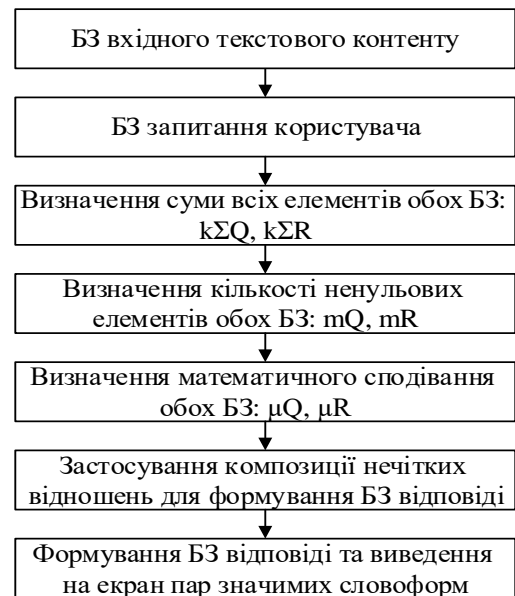 БЗ вхідного текстового контенту
БЗ запитання користувача
Визначення суми всіх елементів обох БЗ:
kΣQ, kΣR
Визначення кількості ненульових
елементів обох БЗ: mQ, mR
Визначення математичного сподівання
обох БЗ: μQ, μR
Застосування композиції нечітких
відношень для формування БЗ відповіді
Формування БЗ відповіді та виведення
на екран пар значимих словоформ